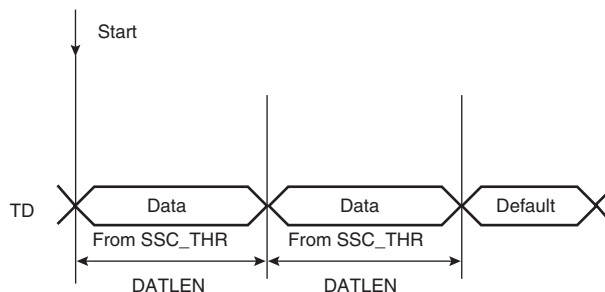 Start
TD
Data
Data
Default
From SSC_THR
From SSC_THR
DATLEN
DATLEN